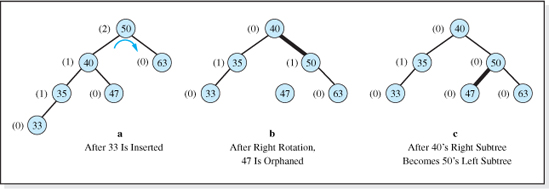 (2) 50
(1) 40 (0) 63
(1) 35 (0) 47
(0) 33
a
After 33 Is Inserted
(0) 40
(1) 35 (1) 50
(0) 33 47 (0) 63
b
After Right Rotation,
47 Is Orphaned
(0) 40
(1) 35 (0) 50
(0) 33 (0) 47 (0) 63
c
After 40's Right Subtree
Becomes 50's Left Subtree